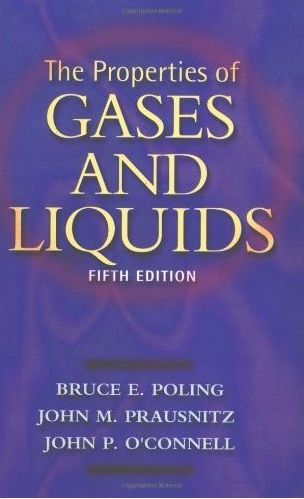 The Properties of
GASES
AND
LIQUIDS
FIFTH EDITION
BRUCE E. POLING
JOHN M. PRAUSNITZ
JOHN P. O'CONNELL